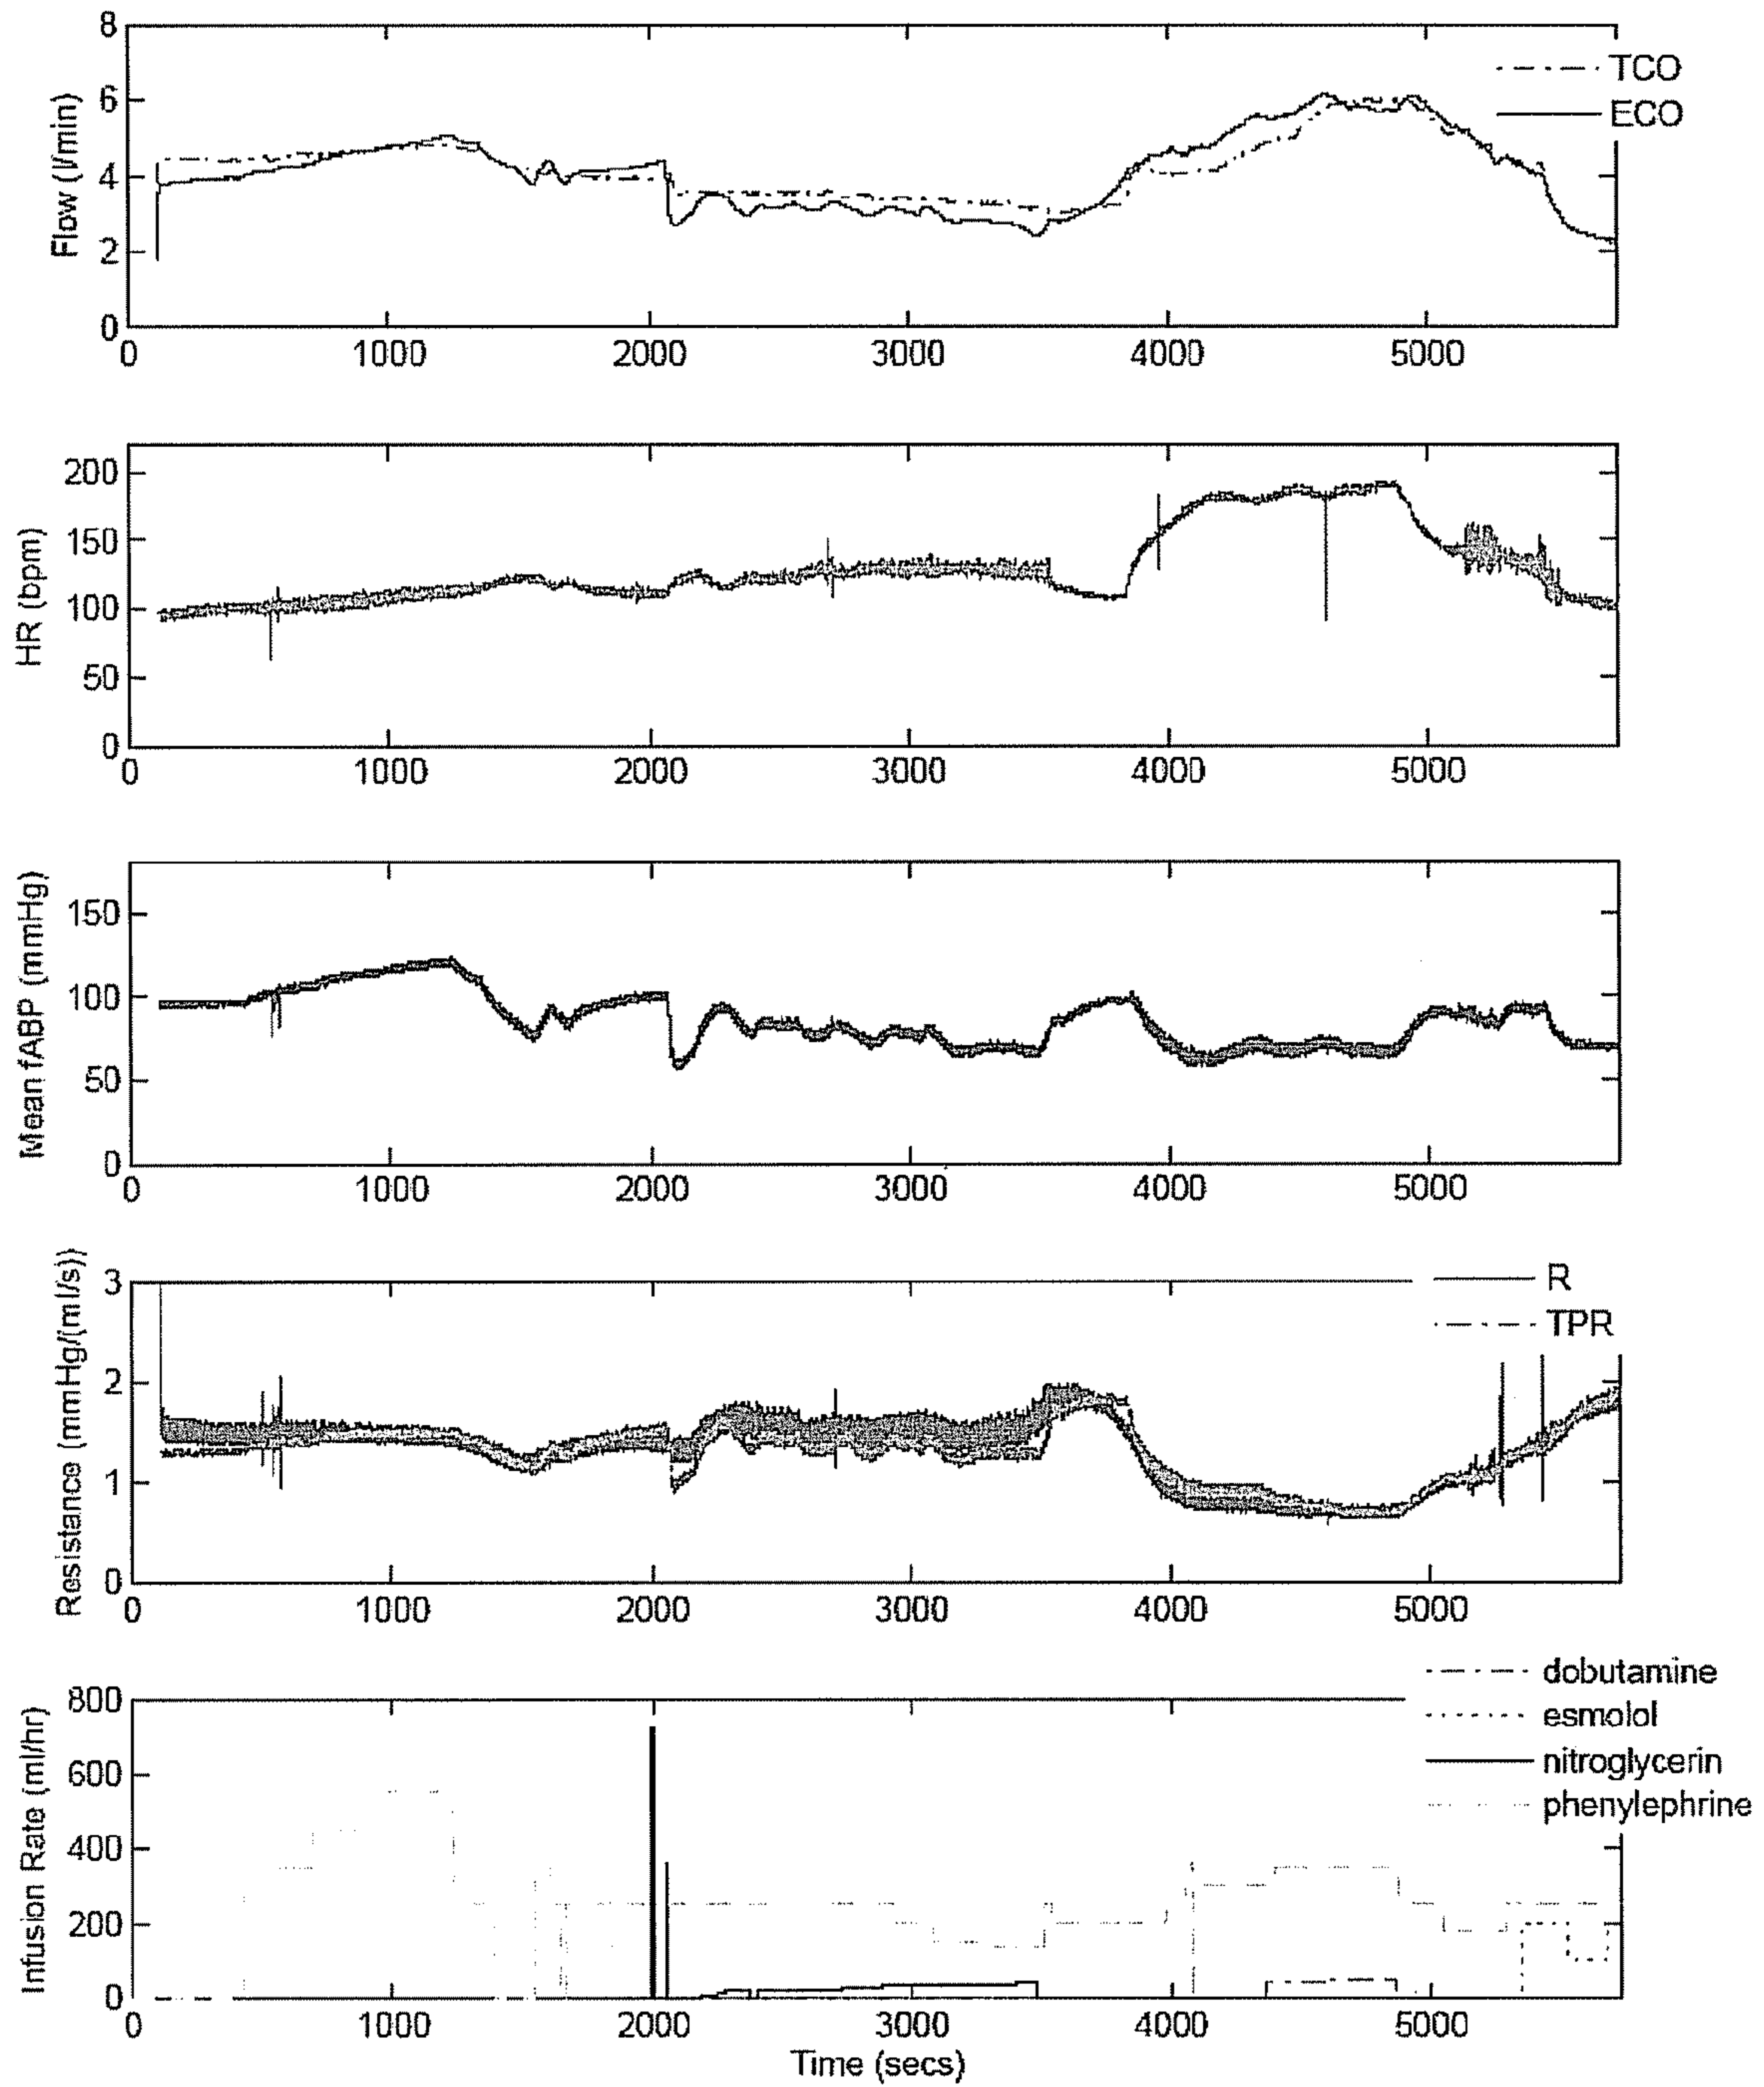 8
6
4
2
0
Flow (l/min)
TCO
ECO
0 1000 2000 3000 4000 5000
200
150
100
50
0
HR (bpm)
0 1000 2000 3000 4000 5000
150
100
50
0
Mean fABP (mmHg)
0 1000 2000 3000 4000 5000
3
2
1
0
Resistance (mmHg/(ml/s))
R
TPR
0 1000 2000 3000 4000 5000
dobutamine
esmolol
nitroglycerin
phenylephrine
800
600
400
200
0
Infusion Rate (ml/hr)
0 1000 2000 3000 4000 5000
Time (secs)